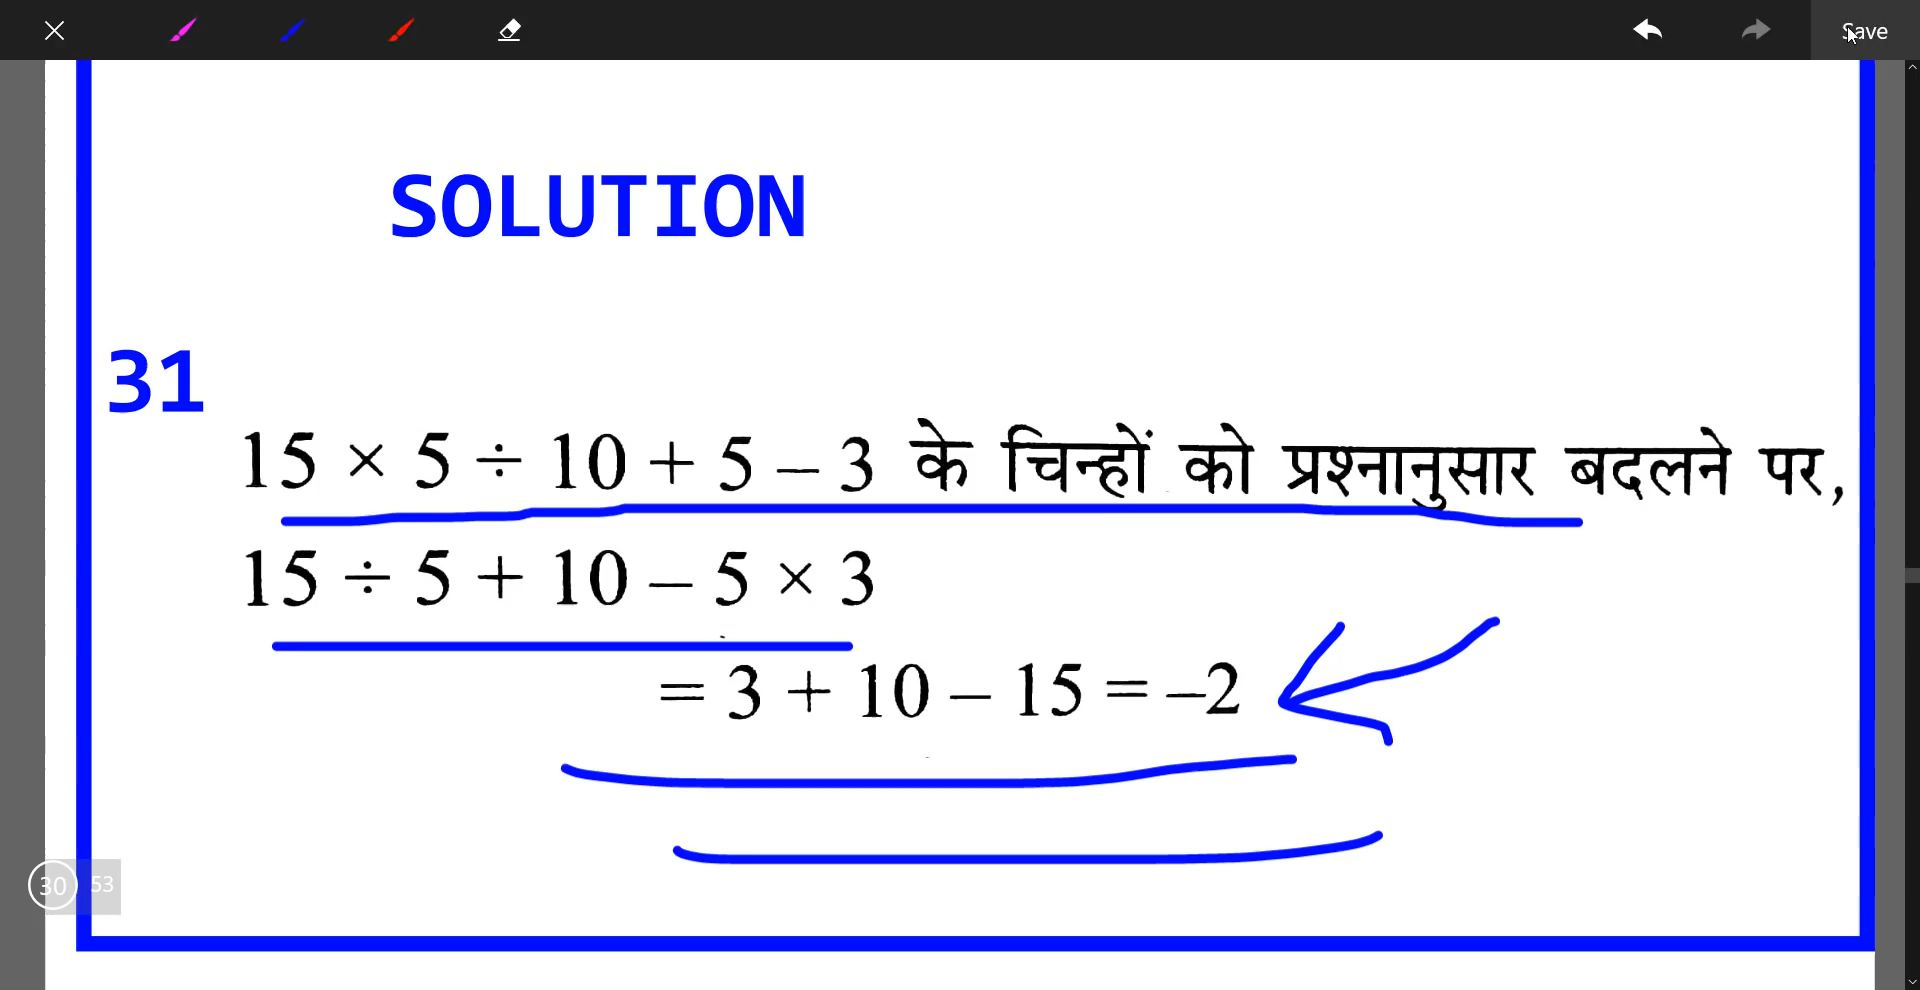 Save
SOLUTION
31
15 × 5 ÷ 10 + 5 – 3 के चिन्हों को प्रश्नानुसार बदलने पर,
15 ÷ 5 + 10 – 5 × 3
= 3 + 10 – 15 = –2
30 53